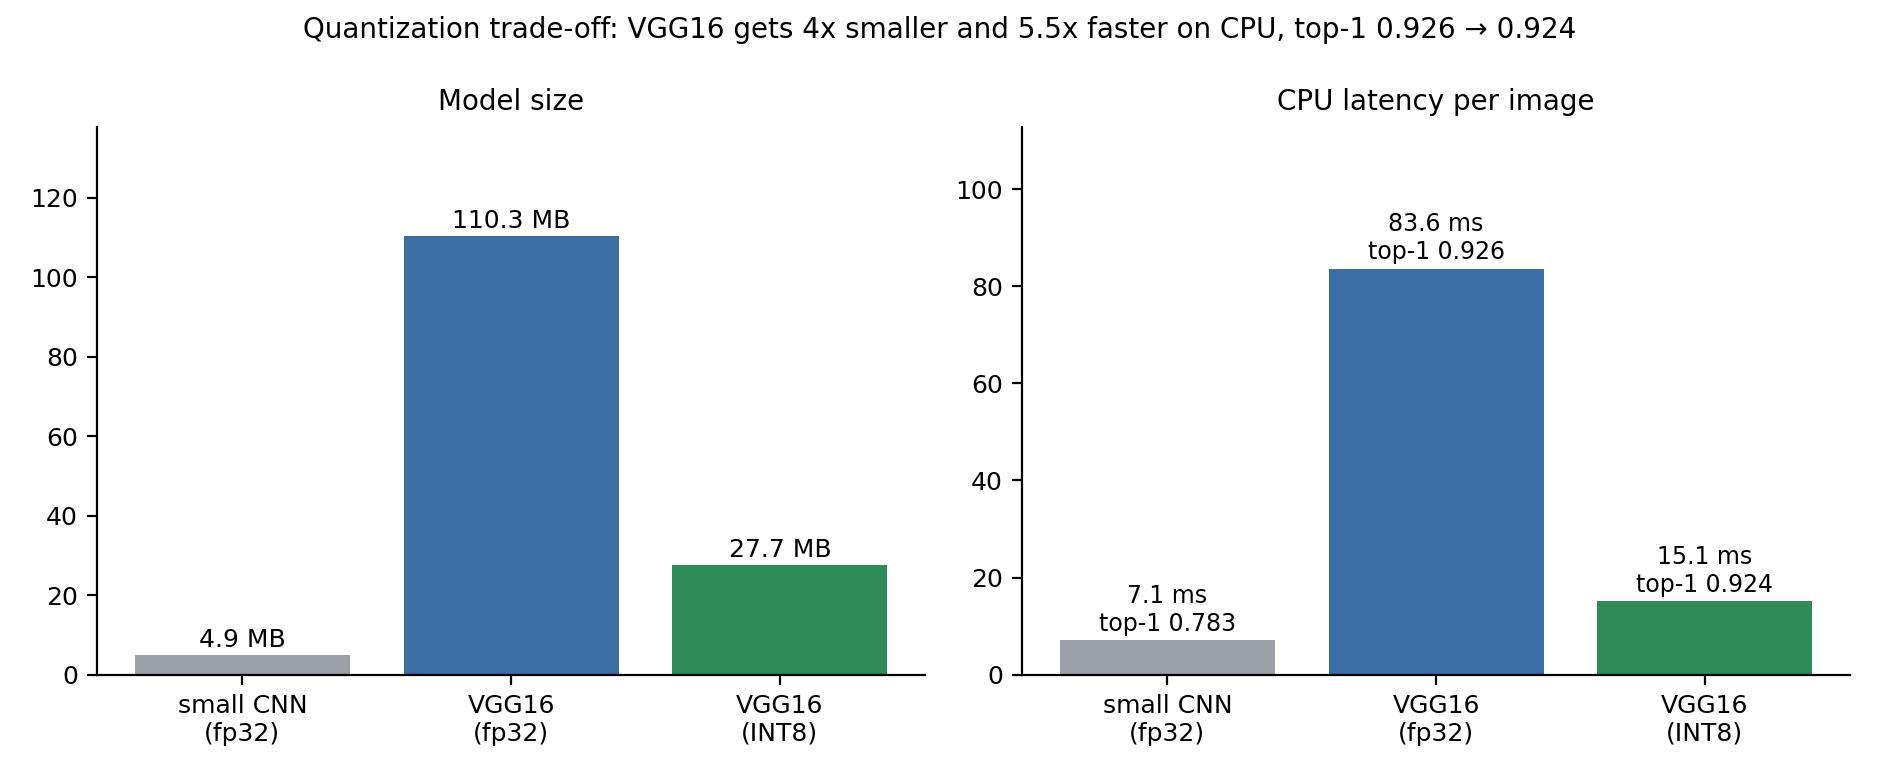 Quantization trade-off: VGG16 gets 4x smaller and 5.5x faster on CPU, top-1 0.926 → 0.924
Model size
120
100
80
60
40
20
0
110.3 MB
27.7 MB
4.9 MB
small CNN
(fp32)
VGG16
(fp32)
VGG16
(INT8)
CPU latency per image
100
80
60
40
20
0
83.6 ms
top-1 0.926
15.1 ms
top-1 0.924
7.1 ms
top-1 0.783
small CNN
(fp32)
VGG16
(fp32)
VGG16
(INT8)